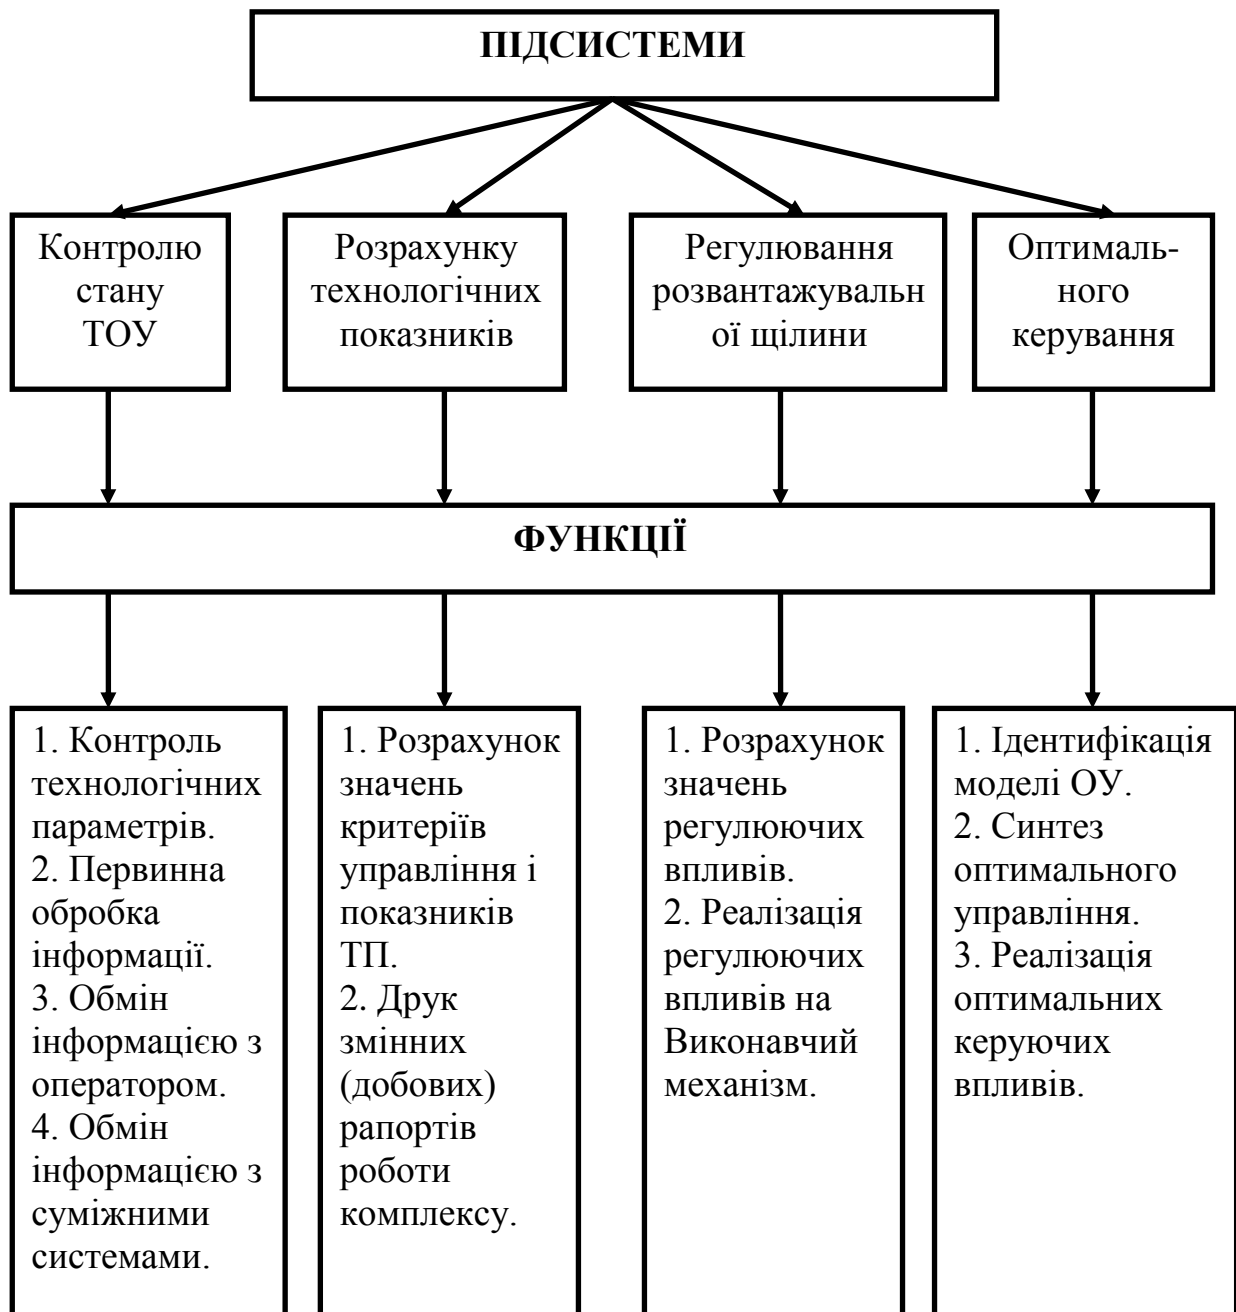 ПІДСИСТЕМИ
Контролю
стану
ТОУ
Розрахунку
технологічних
показників
Регулювання
розвантажувальн
ої щілини
Оптималь-
ного
керування
ФУНКЦІЇ
1. Контроль
технологічних
параметрів.
2. Первинна
обробка
інформації.
3. Обмін
інформацією з
оператором.
4. Обмін
інформацією з
суміжними
системами.
1. Розрахунок
значень
критеріїв
управління і
показників
ТП.
2. Друк
змінних
(добових)
рапортів
роботи
комплексу.
1. Розрахунок
значень
регулюючих
впливів.
2. Реалізація
регулюючих
впливів на
Виконавчий
механізм.
1. Ідентифікація
моделі ОУ.
2. Синтез
оптимального
управління.
3. Реалізація
оптимальних
керуючих
впливів.